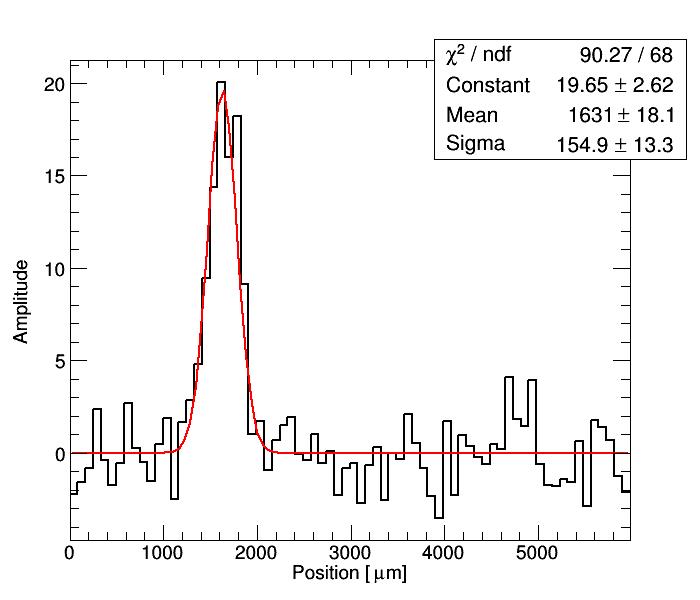 χ² / ndf 90.27 / 68
Constant 19.65 ± 2.62
Mean 1631 ± 18.1
Sigma 154.9 ± 13.3
20
15
10
5
0
Amplitude
0 1000 2000 3000 4000 5000
Position [ μm]